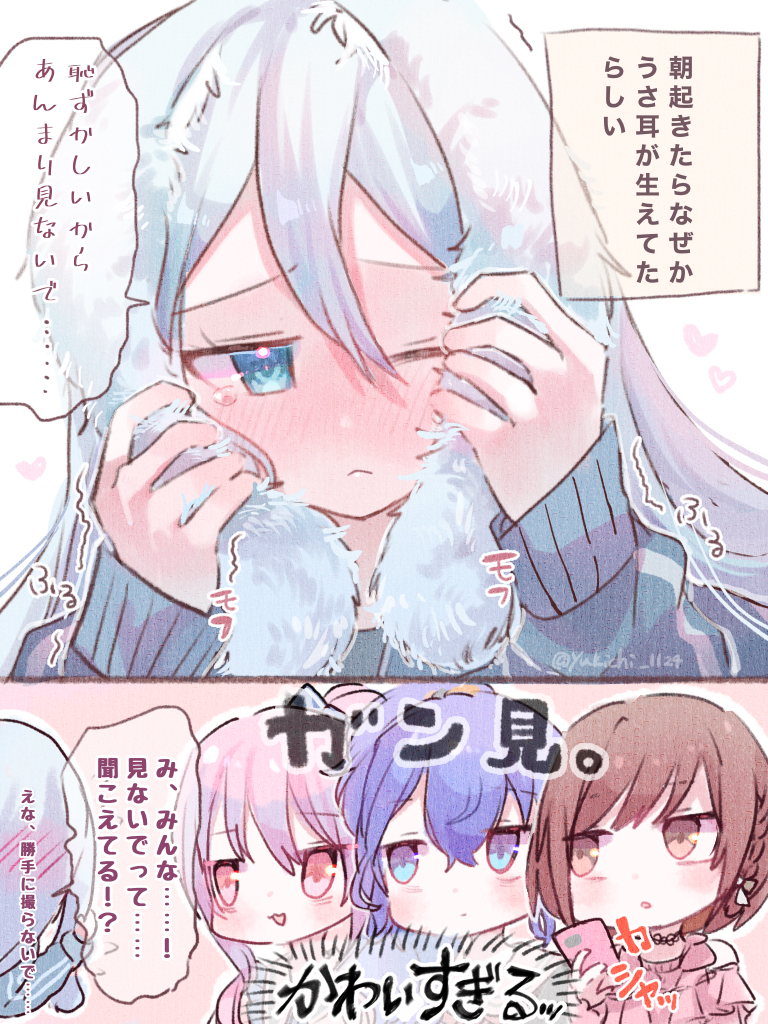 朝起きたらなぜか
うさ耳が生えてた
らしい
恥ずかしいから
あんまり見ないで……
ふる
ふる
モフ
モフ
@yukichi_1124
ガン見。
み、みんな……!
見ないでって……
聞こえてる!?
えな、勝手に撮らないで……
カシャッ
かわいすぎるッ